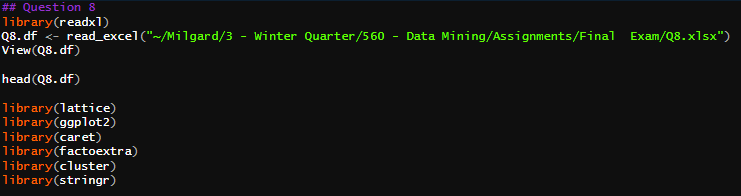 ## Question 8
library(readxl)
Q8.df <- read_excel("~/Milgard/3 - Winter Quarter/560 - Data Mining/Assignments/Final  Exam/Q8.xlsx")
View(Q8.df)
head(Q8.df)
library(lattice)
library(ggplot2)
library(caret)
library(factoextra)
library(cluster)
library(stringr)